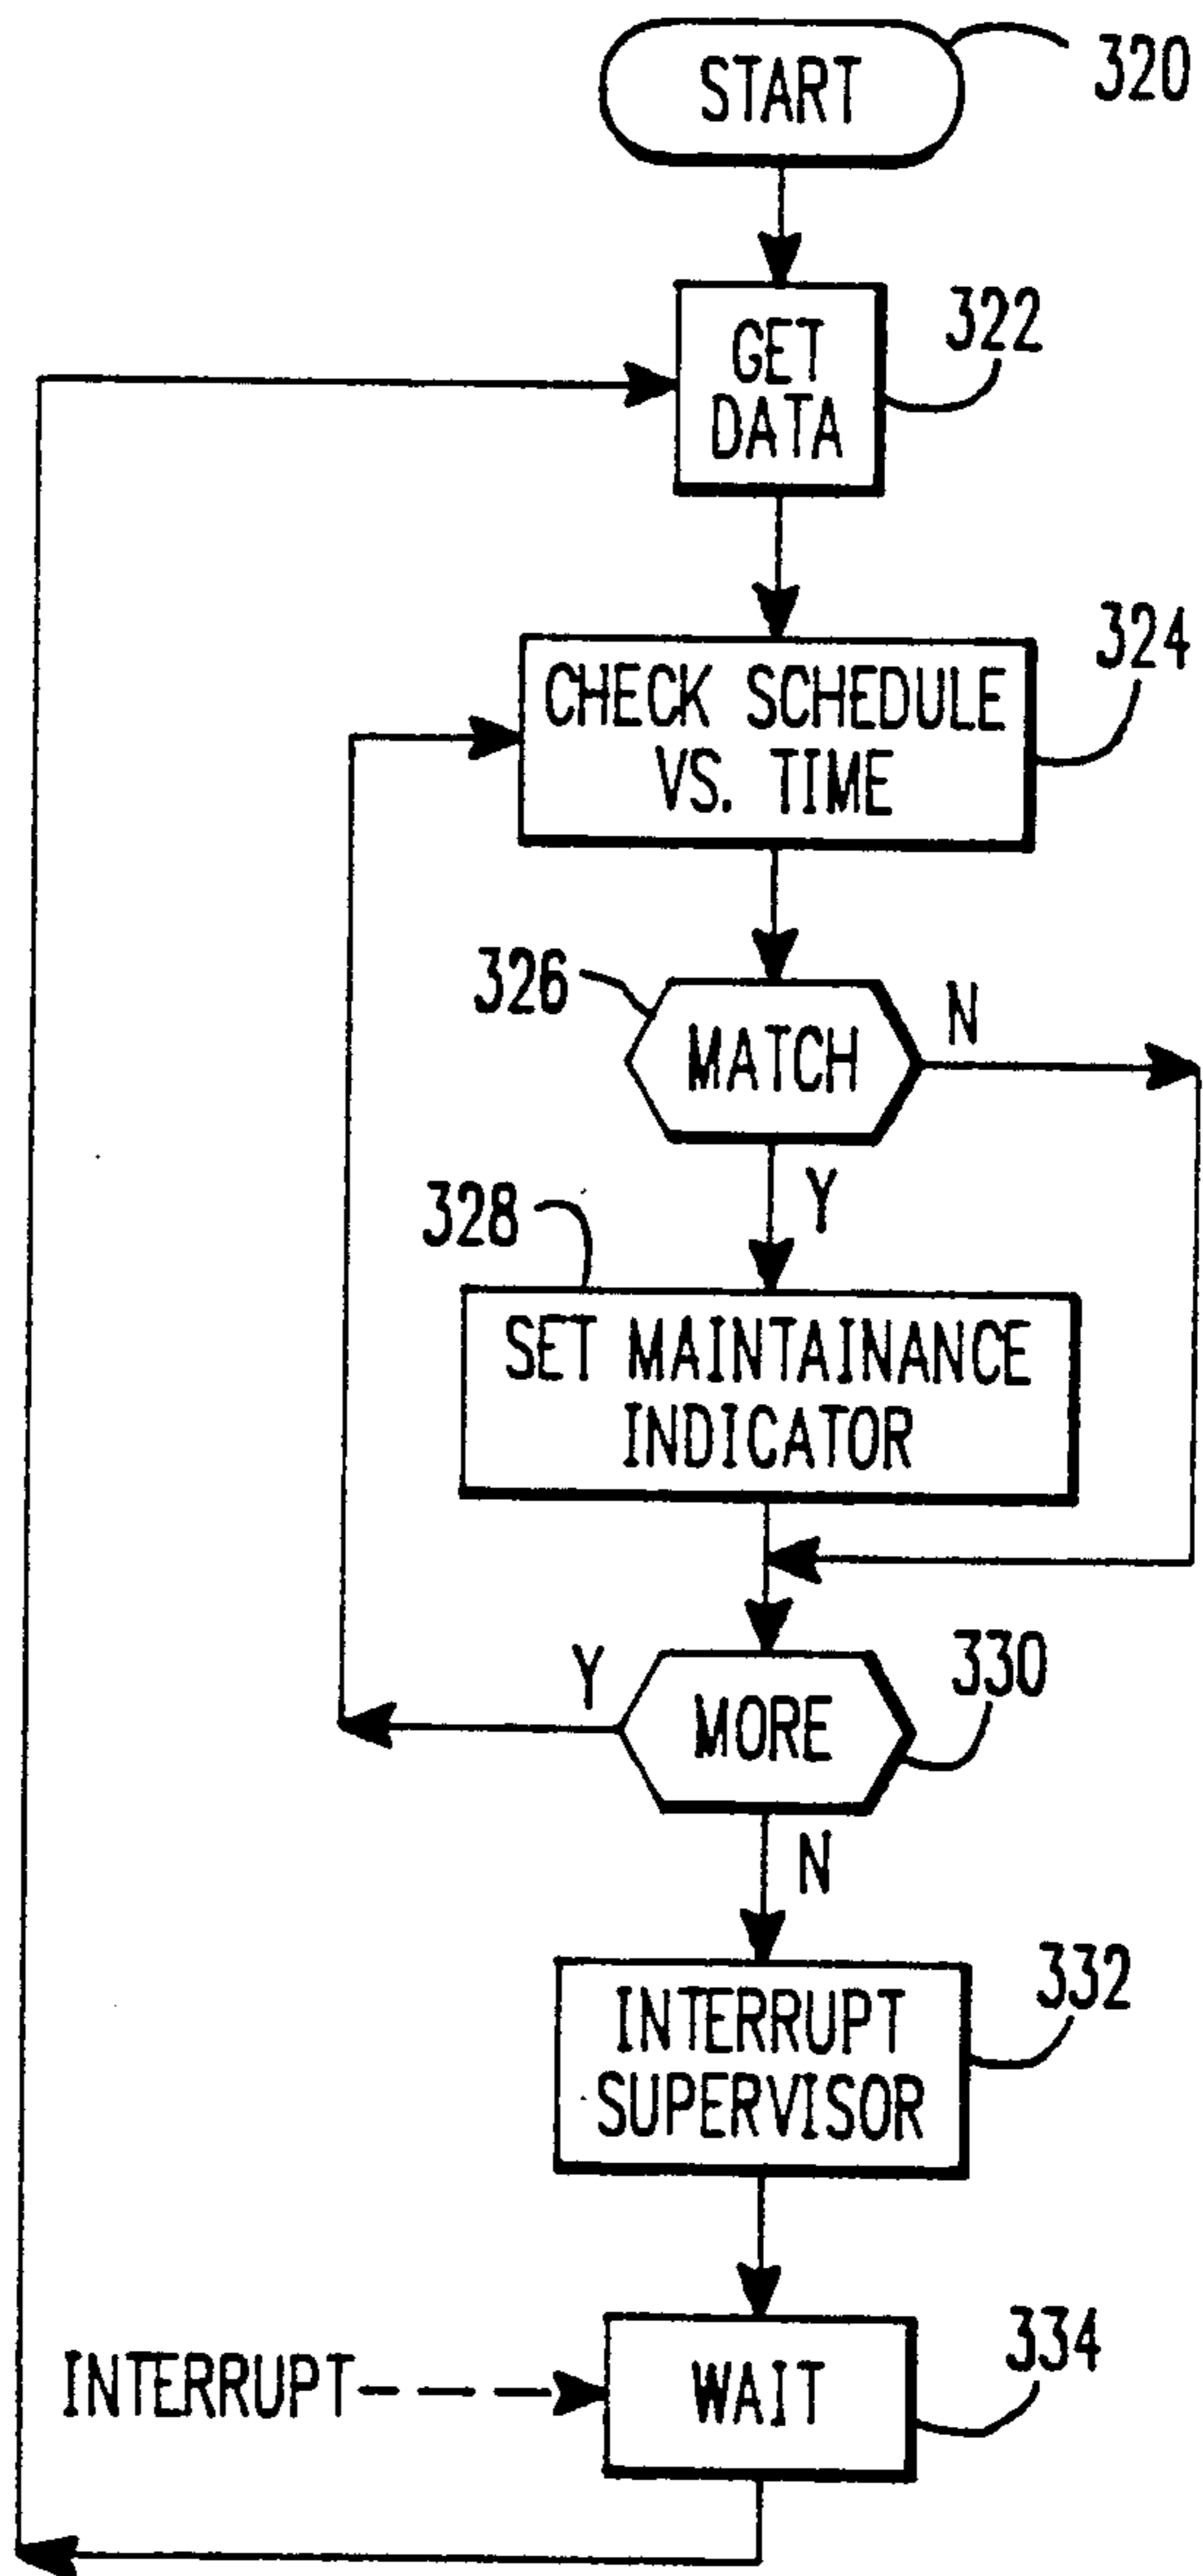 START
320
GET
DATA
322
CHECK SCHEDULE
VS. TIME
324
326
MATCH
N
Y
328
SET MAINTAINANCE
INDICATOR
Y
MORE
330
N
INTERRUPT
SUPERVISOR
332
INTERRUPT
WAIT
334